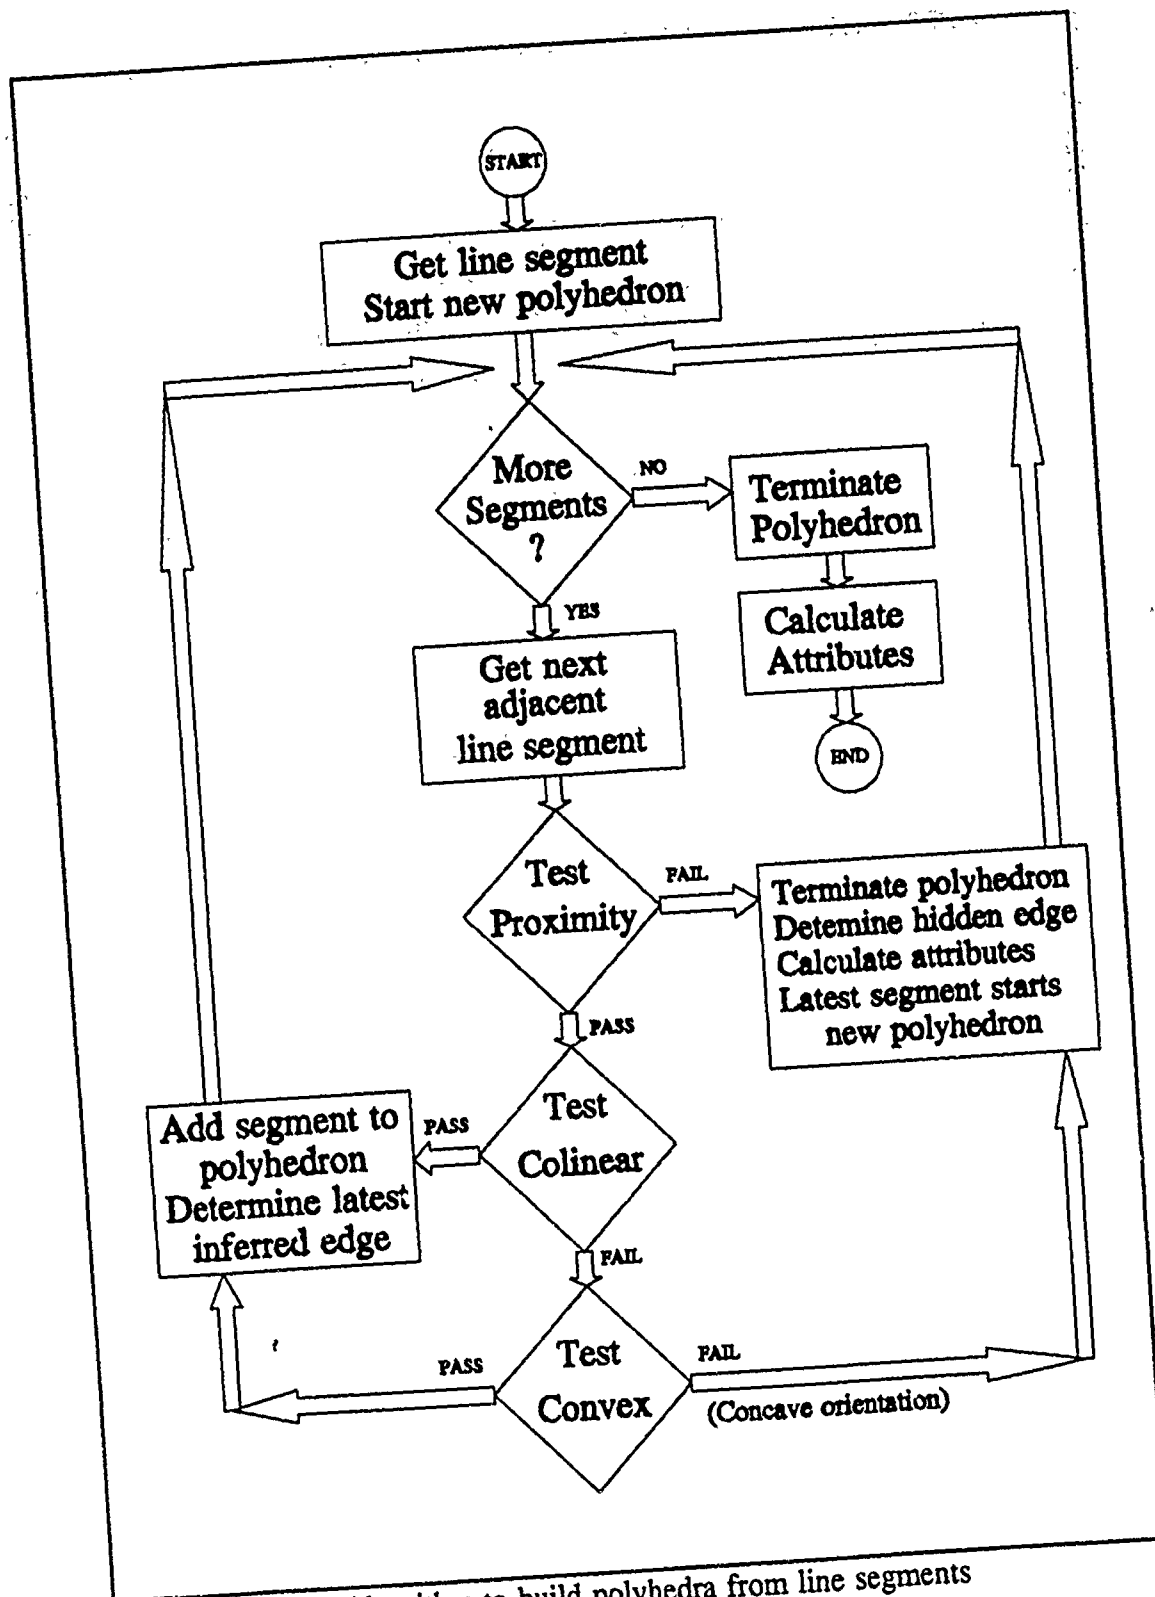 START
Get line segment
Start new polyhedron
More
Segments
?
NO
Terminate
Polyhedron
YES
Calculate
Attributes
Get next
adjacent
line segment
END
Test
Proximity
FAIL
Terminate polyhedron
Detemine hidden edge
Calculate attributes
Latest segment starts
new polyhedron
PASS
Test
Colinear
PASS
Add segment to
polyhedron
Determine latest
inferred edge
FAIL
Test
Convex
PASS
FAIL
(Concave orientation)
to build polyhedra from line segments